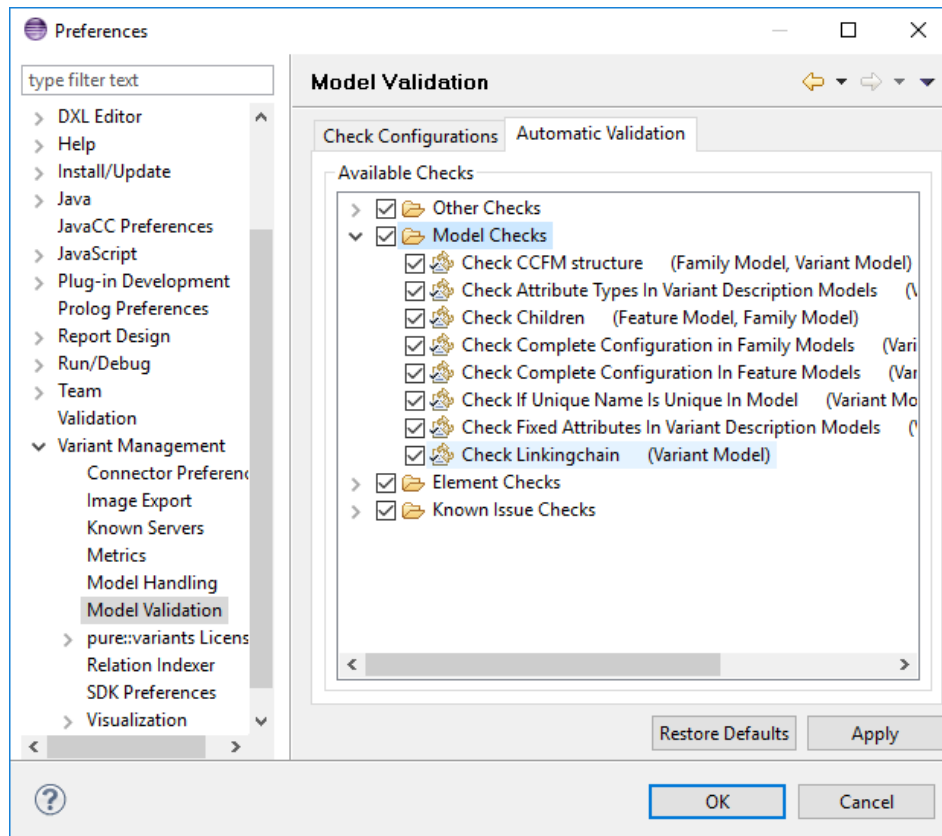 Preferences
type filter text
DXL Editor
Help
Install/Update
Java
JavaCC Preferences
JavaScript
Plug-in Development
Prolog Preferences
Report Design
Run/Debug
Team
Validation
Variant Management
Connector Preferenc
Image Export
Known Servers
Metrics
Model Handling
Model Validation
pure::variants Licens
Relation Indexer
SDK Preferences
Visualization
Model Validation
Check Configurations
Automatic Validation
Available Checks
Other Checks
Model Checks
Check CCFM structure (Family Model, Variant Model)
Check Attribute Types In Variant Description Models (V
Check Children (Feature Model, Family Model)
Check Complete Configuration in Family Models (Vari
Check Complete Configuration In Feature Models (Var
Check If Unique Name Is Unique In Model (Variant Mo
Check Fixed Attributes In Variant Description Models (V
Check Linkingchain (Variant Model)
Element Checks
Known Issue Checks
Restore Defaults
Apply
?
OK
Cancel